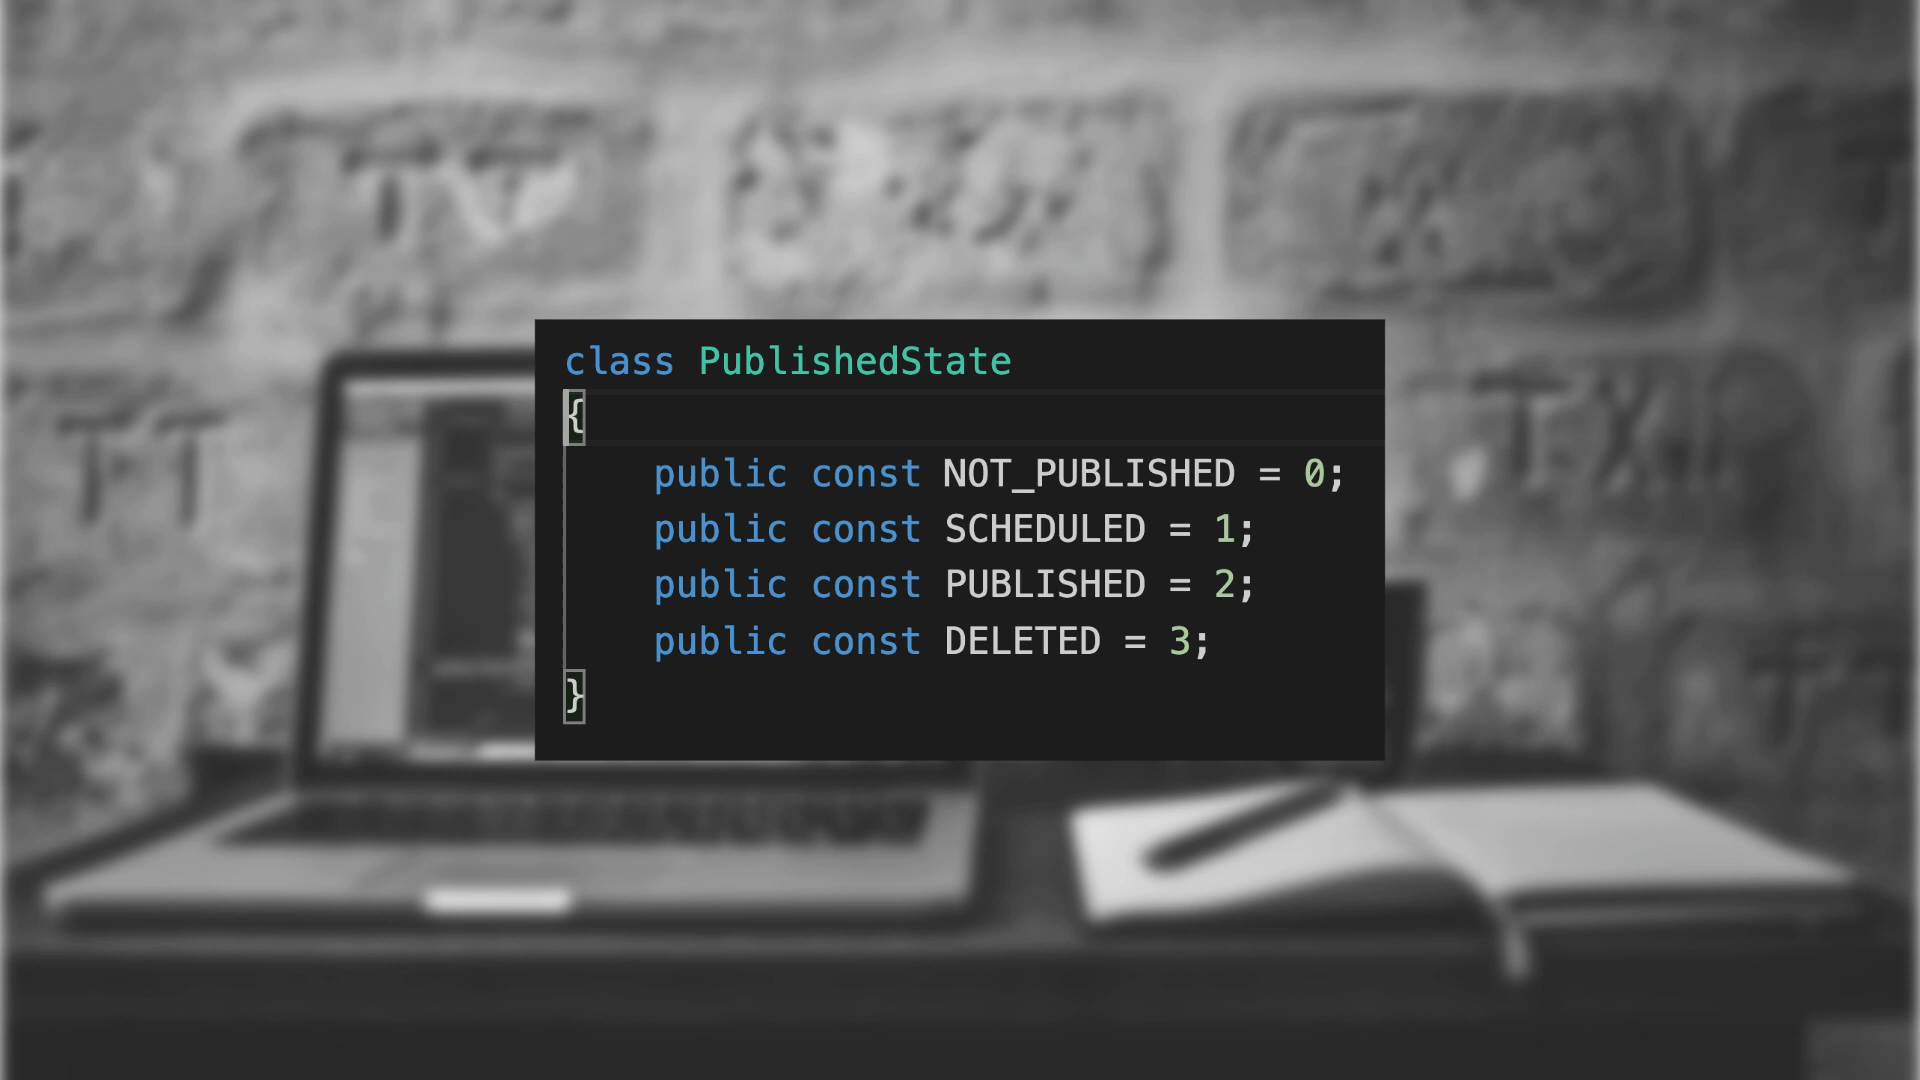 class PublishedState
{
    public const NOT_PUBLISHED = 0;
    public const SCHEDULED = 1;
    public const PUBLISHED = 2;
    public const DELETED = 3;
}